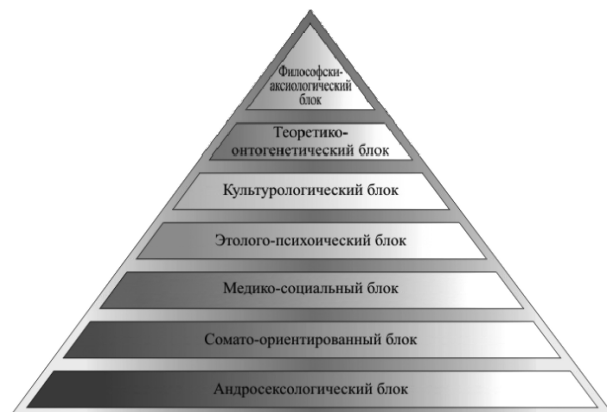 Философски-
аксиологический
блок
Теоретико-
онтогенетический блок
Культурологический блок
Этолого-психоический блок
Медико-социальный блок
Сомато-ориентированный блок
Андросексологический блок